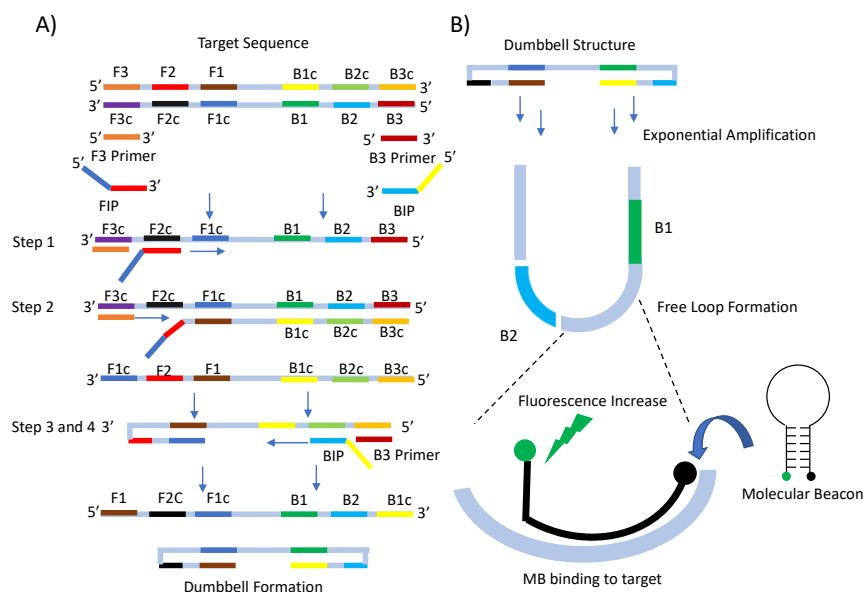 A)
Target Sequence
F3 F2 F1 B1c B2c B3c
5’ 3’
3’ 5’
F3c F2c F1c B1 B2 B3
5’ 3’ 5’ 3’
F3 Primer B3 Primer
5’ 3’ 3’ 5’
FIP BIP
Step 1
F3c F2c F1c B1 B2 B3
3’ 5’
Step 2
F3c F2c F1c B1 B2 B3
3’ 5’
B1c B2c B3c
F1c F2 F1 B1c B2c B3c
3’ 5’
Step 3 and 4 3’ 5’
BIP B3 Primer
F1 F2C F1c B1 B2 B1c
5’ 3’
Dumbbell Formation
B)
Dumbbell Structure
Exponential Amplification
B1
Free Loop Formation
B2
Fluorescence Increase
Molecular Beacon
MB binding to target